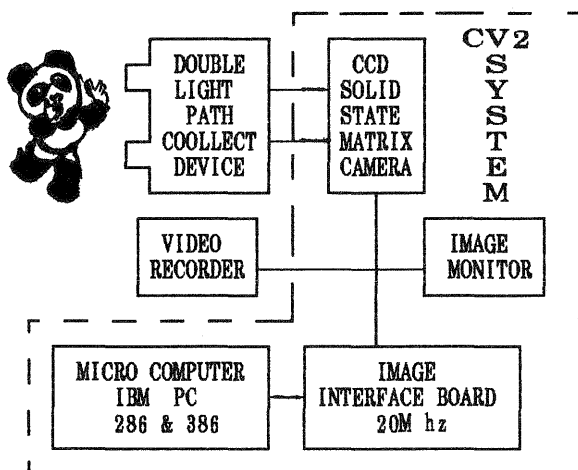 DOUBLE
LIGHT
PATH
COOLLECT
DEVICE
CCD
SOLID
STATE
MATRIX
CAMERA
CV2
S
Y
S
T
E
M
VIDEO
RECORDER
IMAGE
MONITOR
MICRO COMPUTER
IBM PC
286 & 386
IMAGE
INTERFACE BOARD
20M hz